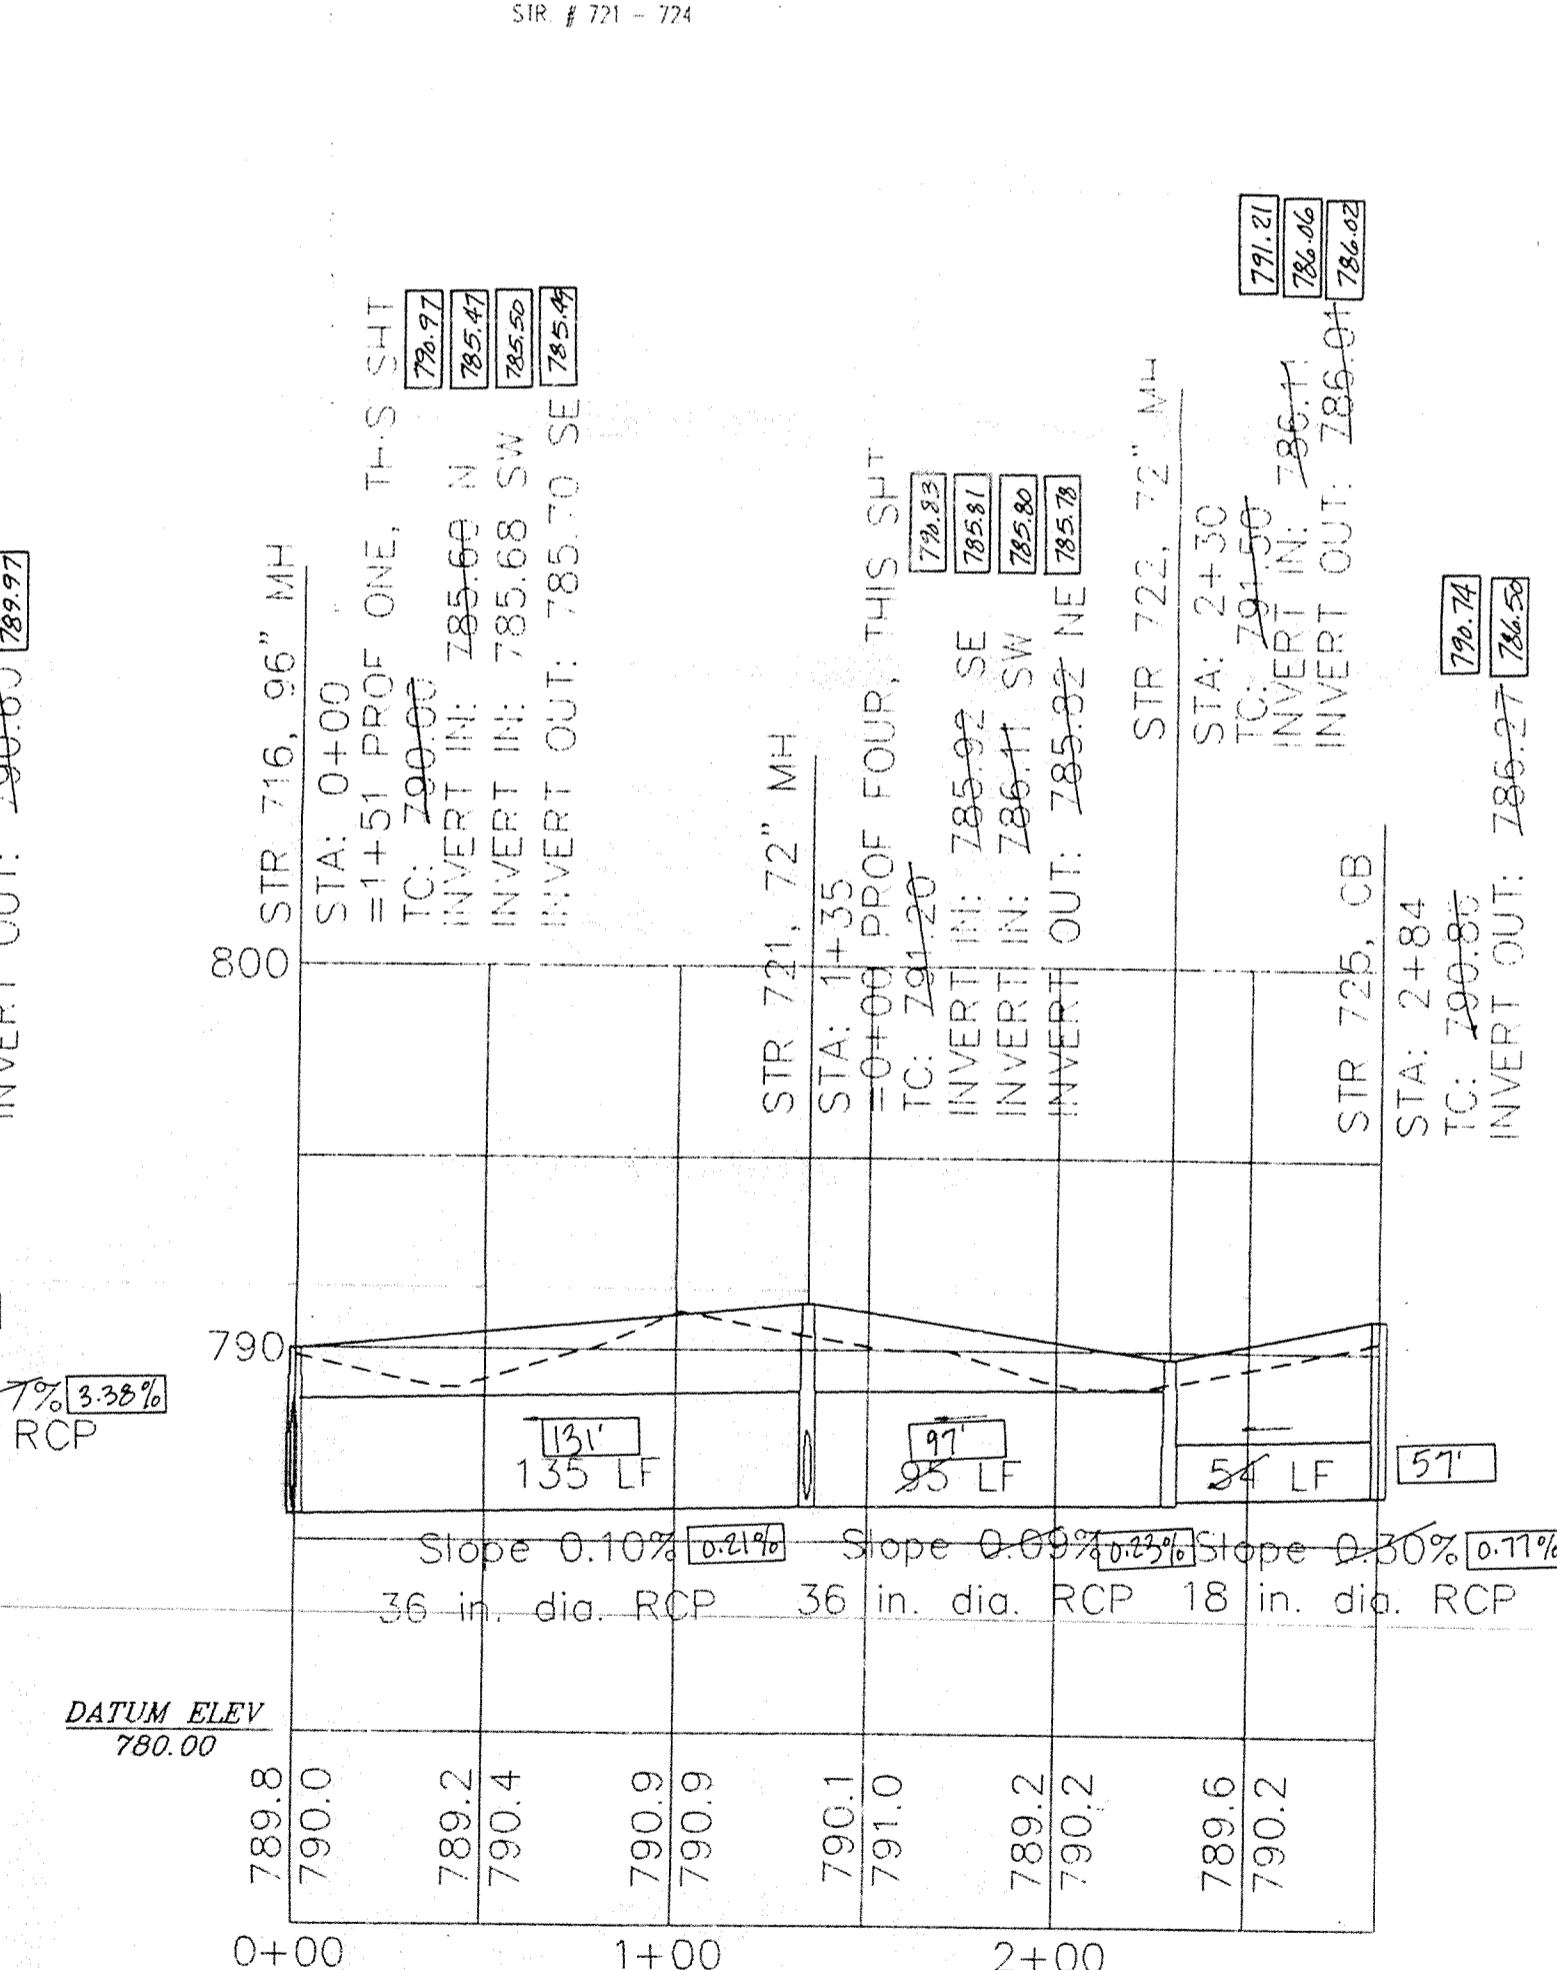 STR. # 721 - 724
789.97
INVERT OUT:
7% 3.38%
RCP
STR 716, 96" MH
STA: 0+00
=1+51 PROF ONE, THIS SHT
TC: 790.00 790.97
INVERT IN: 785.60 N 785.47
INVERT IN: 785.68 SW 785.50
INVERT OUT: 785.70 SE 785.49
STR 721, 72" MH
STA: 1+35
=0+00 PROF FOUR, THIS SHT
TC: 791.20 790.83
INVERT IN: 785.92 SE 785.81
INVERT IN: 786.11 SW 785.80
INVERT OUT: 785.82 NE 785.78
STR 722, 72" MH
STA: 2+30
TC: 791.50 791.21
INVERT IN: 786.11 786.06
INVERT OUT: 786.01 786.02
STR 725, CB
STA: 2+84
TC: 790.80 790.74
INVERT OUT: 786.27 786.50
800
790
131'
135 LF
97'
95 LF
54 LF
57'
Slope 0.10% 0.21%
36 in. dia. RCP
Slope 0.09% 0.23%
36 in. dia. RCP
Slope 0.30% 0.77%
18 in. dia. RCP
DATUM ELEV
780.00
789.8
790.0
789.2
790.4
790.9
790.9
790.1
791.0
789.2
790.2
789.6
790.2
0+00
1+00
2+00